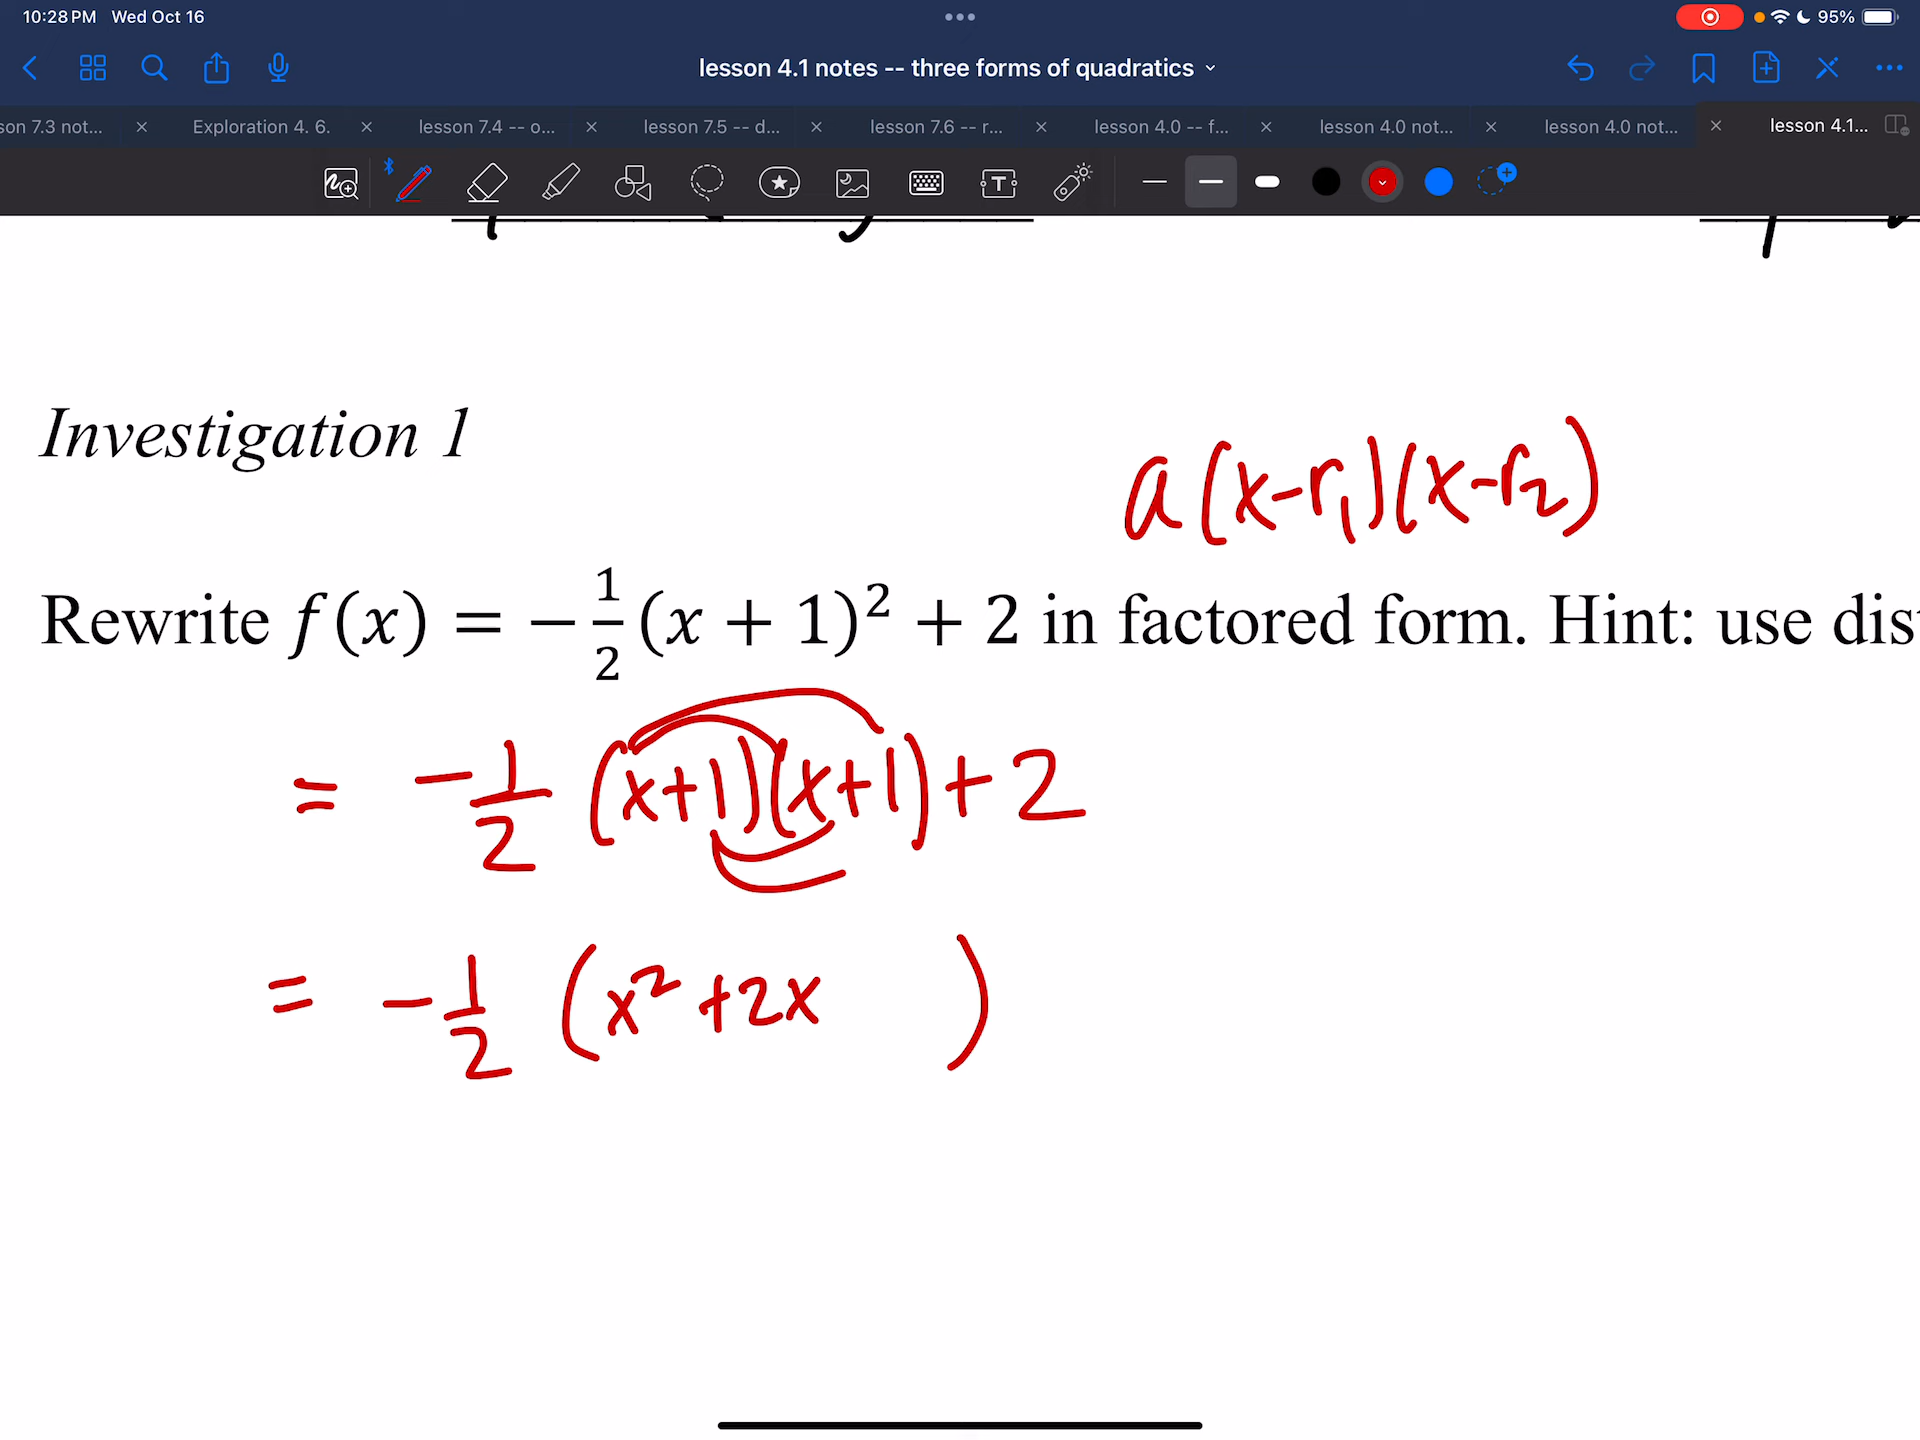 10:28 PM Wed Oct 16
95%
lesson 4.1 notes -- three forms of quadratics
son 7.3 not... Exploration 4. 6. lesson 7.4 -- o... lesson 7.5 -- d... lesson 7.6 -- r... lesson 4.0 -- f... lesson 4.0 not... lesson 4.0 not... lesson 4.1...
T
Investigation 1
a(x-r₁)(x-r₂)
Rewrite f(x) = −1/2(x + 1)² + 2 in factored form. Hint: use dis
= -1/2 (x+1)(x+1)+2
= -1/2 (x² +2x )